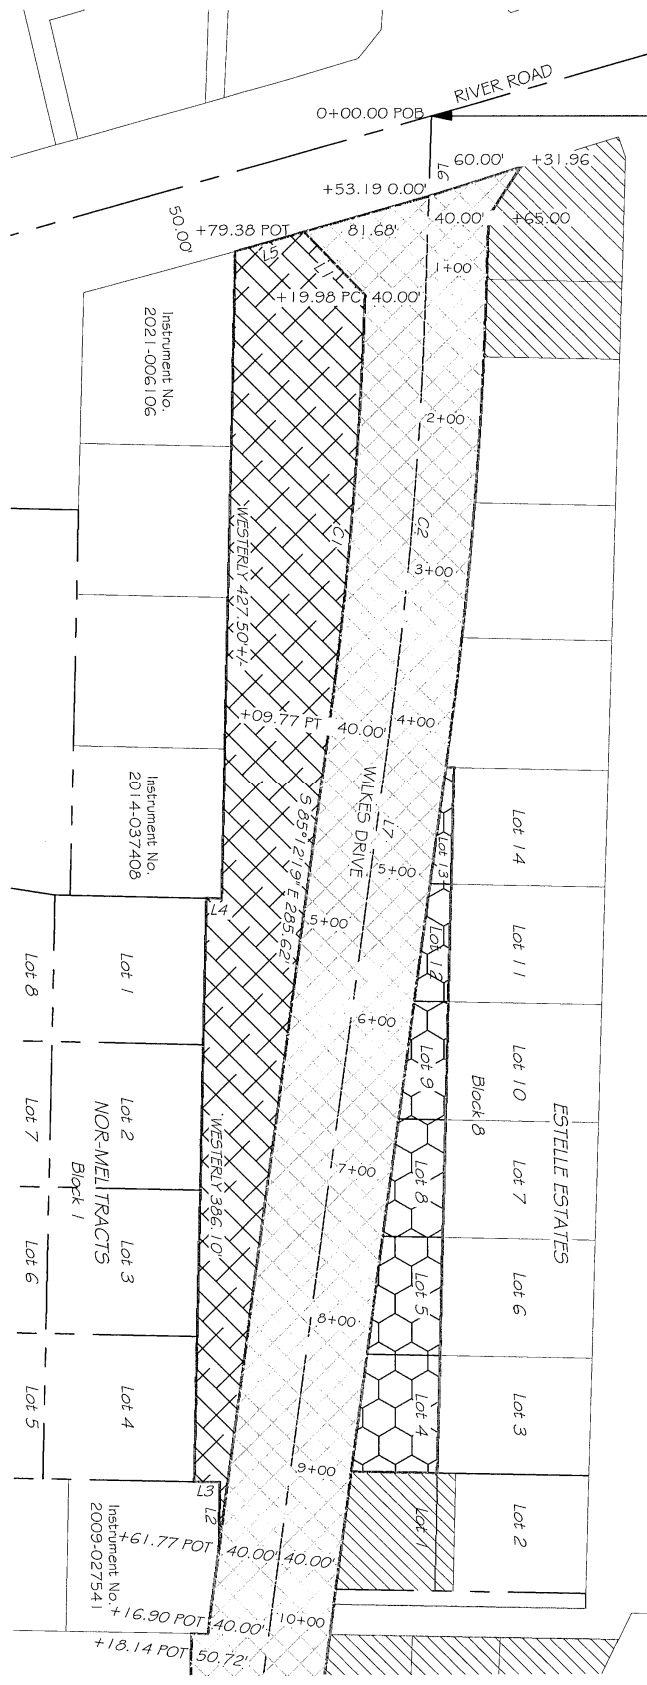 RIVER ROAD
0+00.00 POB
L6
60.00'
+31.96
+53.19 0.00'
50.00'
+79.38 POT
81.68'
40.00'
+65.00
L5
L1
1+00
+19.98 PC
40.00'
Instrument No.
2021-006106
2+00
WESTERLY 427.50'+/-
C1
C2
3+00
+09.77 PT
40.00'
4+00
Instrument No.
2014-037408
S 85°12'19" E 285.62'
WILKES DRIVE
L7
Lot 13
Lot 14
5+00
L4
5+00
Lot 12
Lot 11
Lot 8
Lot 1
6+00
Lot 9
Lot 10
Block 8
ESTELLE ESTATES
Lot 7
Lot 2
NOR-MELI TRACTS
Block 1
WESTERLY 386.10'
7+00
Lot 8
Lot 7
Lot 6
Lot 3
8+00
Lot 5
Lot 6
Lot 5
Lot 4
9+00
Lot 4
Lot 3
L3
L2
Instrument No.
2009-027541
+61.77 POT
40.00'
40.00'
Lot 1
Lot 2
+16.90 POT
40.00'
10+00
+18.14 POT
50.72'